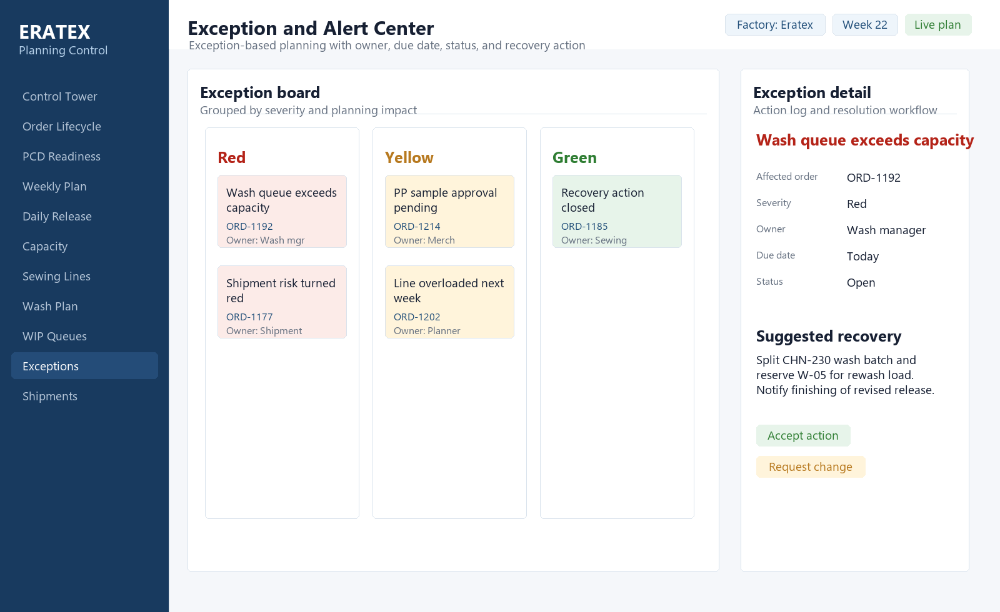 ERATEX
Planning Control
Control Tower
Order Lifecycle
PCD Readiness
Weekly Plan
Daily Release
Capacity
Sewing Lines
Wash Plan
WIP Queues
Exceptions
Shipments
Exception and Alert Center
Exception-based planning with owner, due date, status, and recovery action
Factory: Eratex
Week 22
Live plan
Exception board
Grouped by severity and planning impact
Red
Wash queue exceeds
capacity
ORD-1192
Owner: Wash mgr
Shipment risk turned
red
ORD-1177
Owner: Shipment
Yellow
PP sample approval
pending
ORD-1214
Owner: Merch
Line overloaded next
week
ORD-1202
Owner: Planner
Green
Recovery action
closed
ORD-1185
Owner: Sewing
Exception detail
Action log and resolution workflow
Wash queue exceeds capacity
Affected order ORD-1192
Severity Red
Owner Wash manager
Due date Today
Status Open
Suggested recovery
Split CHN-230 wash batch and
reserve W-05 for rewash load.
Notify finishing of revised release.
Accept action
Request change